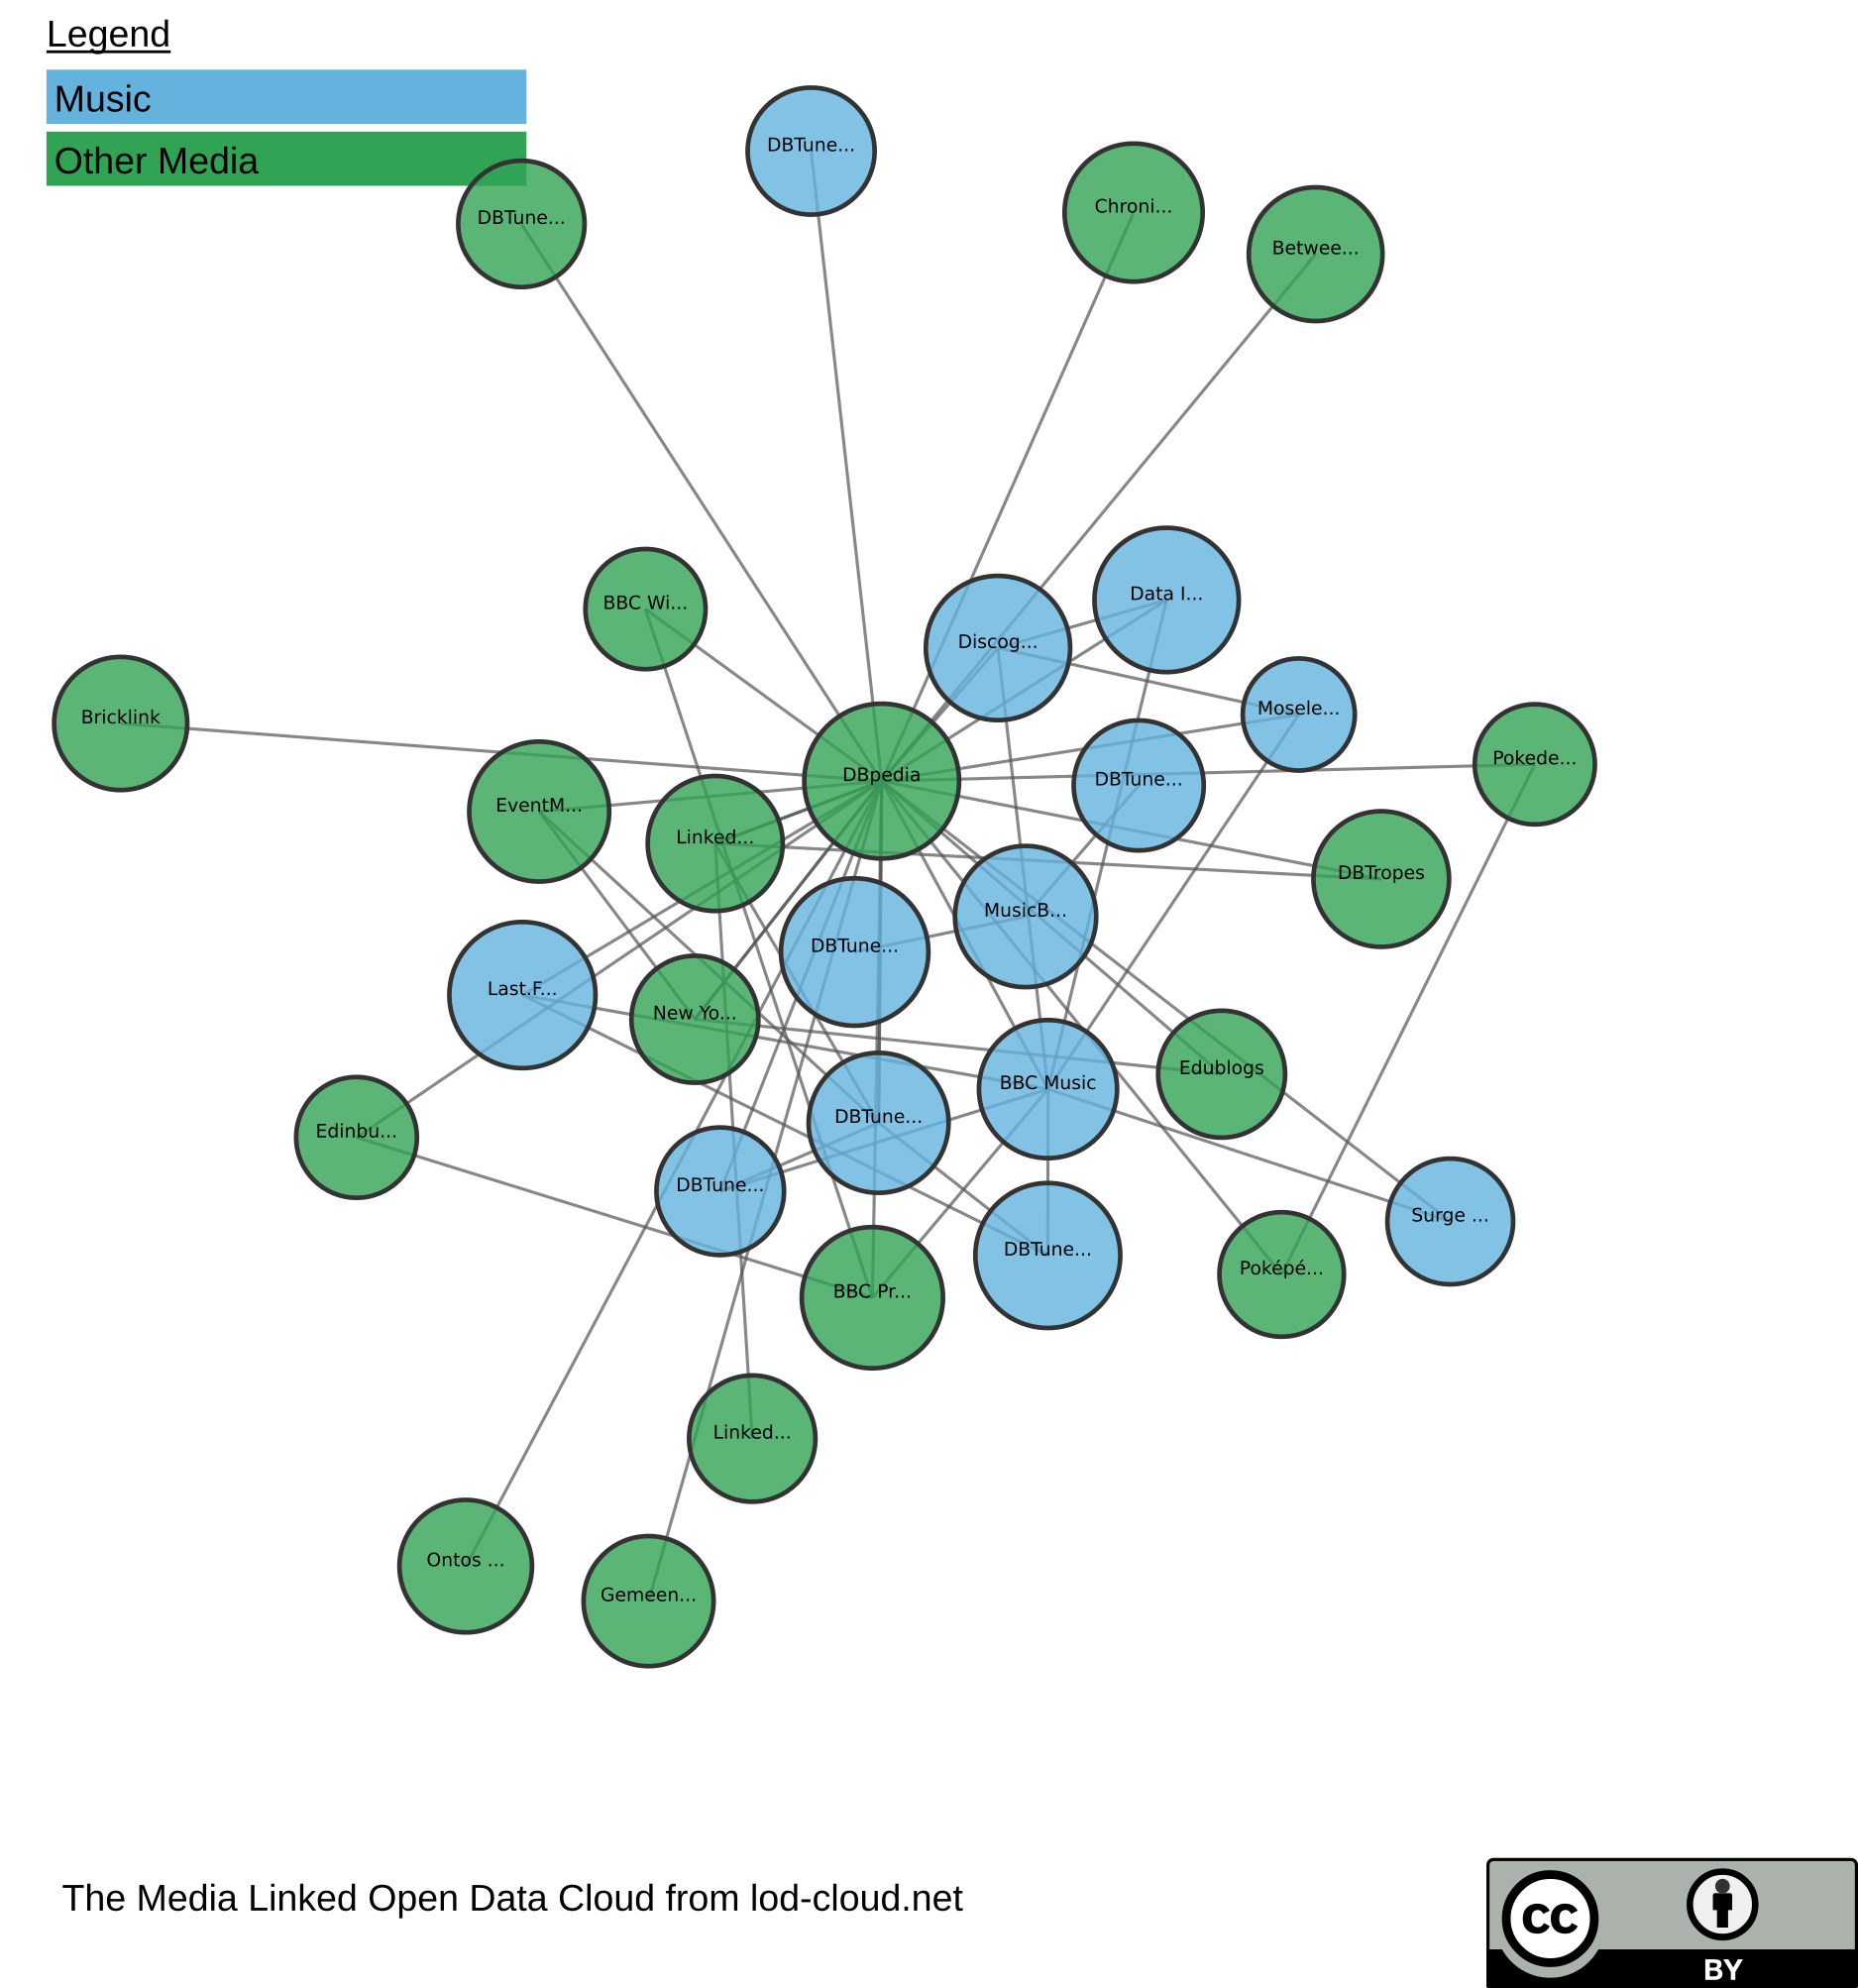 Legend
Music
Other Media
DBTune...
DBTune...
Chroni...
Betwee...
BBC Wi...
Data I...
Discog...
Mosele...
Bricklink
Pokede...
DBpedia
DBTune...
EventM...
Linked...
DBTropes
MusicB...
DBTune...
Last.F...
New Yo...
Edublogs
BBC Music
DBTune...
Edinbu...
DBTune...
Surge ...
DBTune...
Poképé...
BBC Pr...
Linked...
Ontos ...
Gemeen...
The Media Linked Open Data Cloud from lod-cloud.net
cc
BY